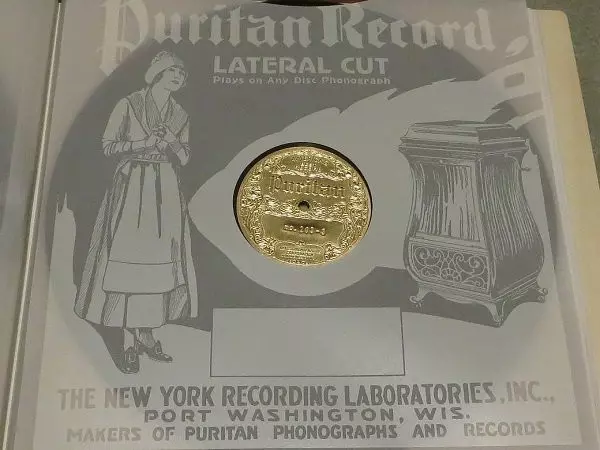 Puritan Record
LATERAL CUT
Plays on Any Disc Phonograph
Puritan
THE NEW YORK RECORDING LABORATORIES, INC.,
PORT WASHINGTON, WIS.
MAKERS OF PURITAN PHONOGRAPHS AND RECORDS